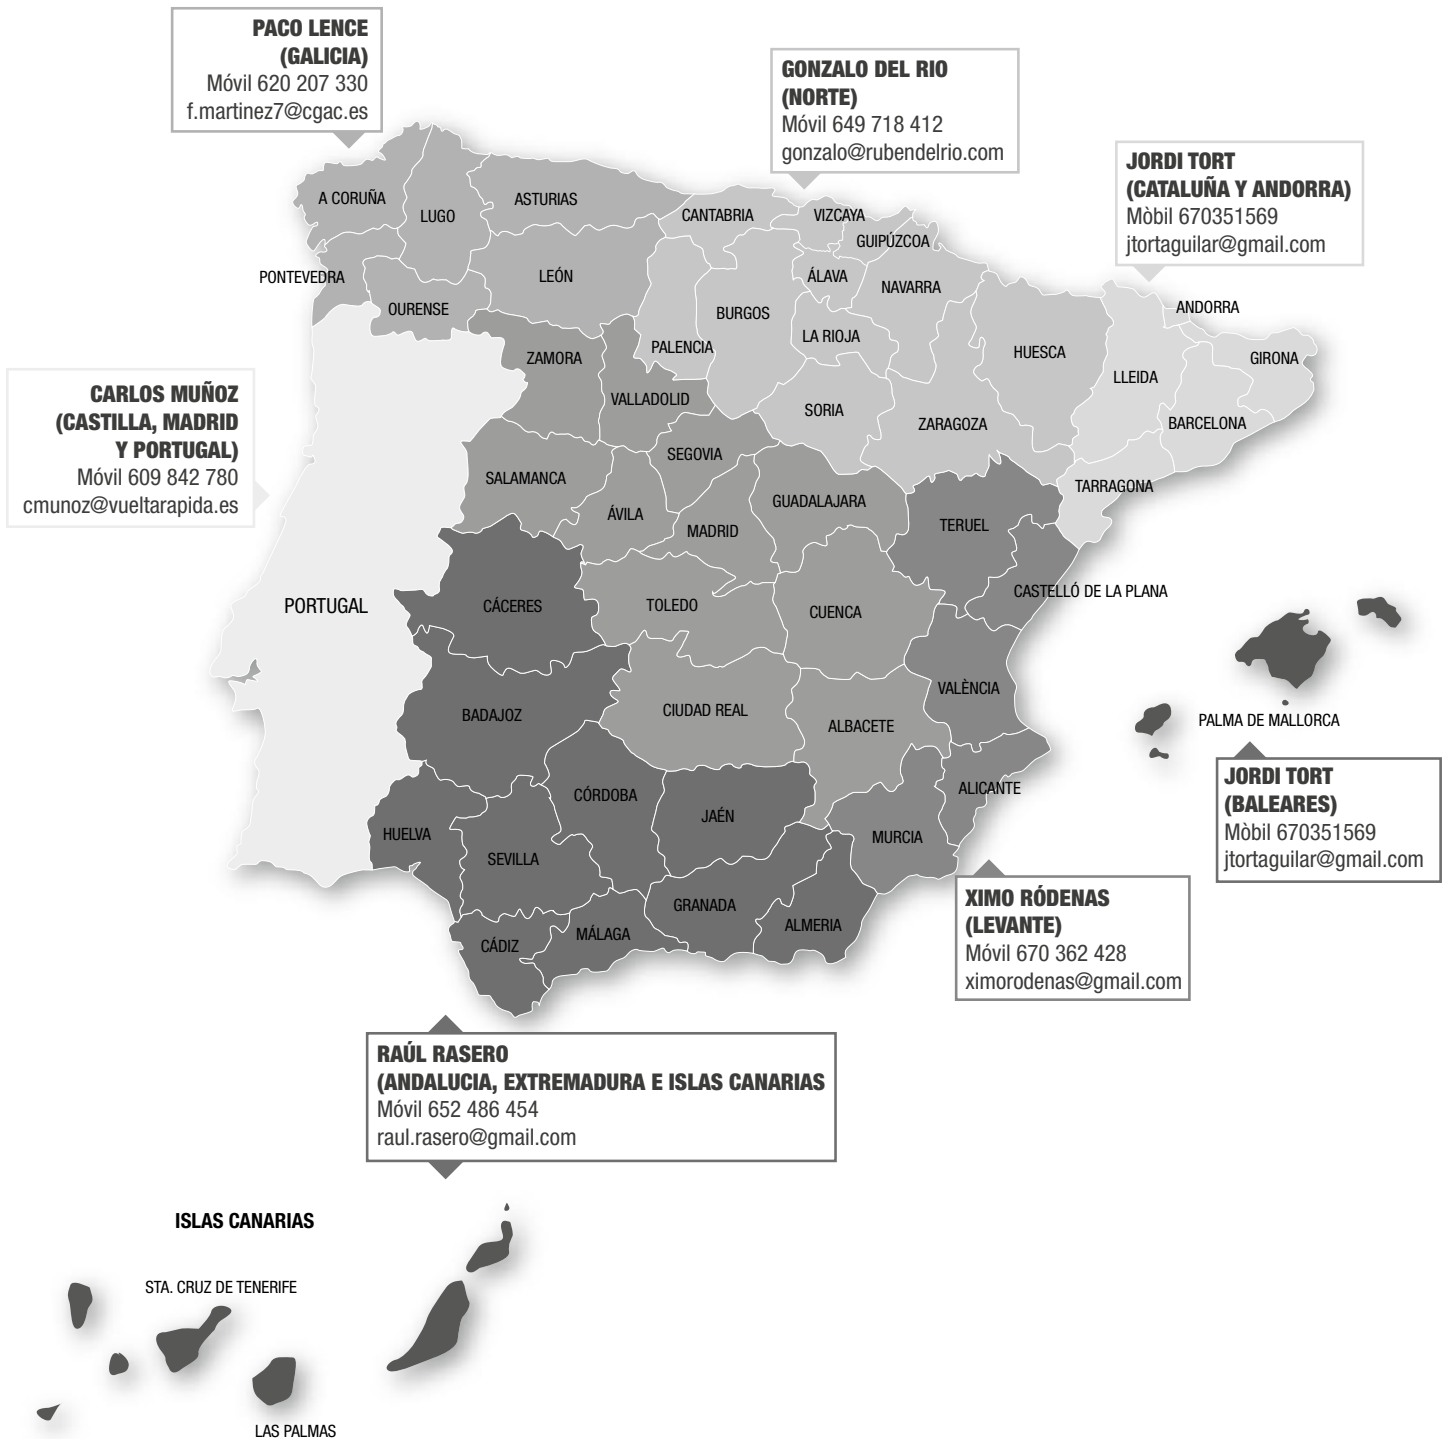 PACO LENCE
(GALICIA)
Móvil 620 207 330
f.martinez7@cgac.es
GONZALO DEL RIO
(NORTE)
Móvil 649 718 412
gonzalo@rubendelrio.com
JORDI TORT
(CATALUÑA Y ANDORRA)
Mòbil 670351569
jtortaguilar@gmail.com
A CORUÑA
LUGO
ASTURIAS
CANTABRIA
VIZCAYA
GUIPÚZCOA
PONTEVEDRA
OURENSE
LEÓN
ÁLAVA
NAVARRA
BURGOS
PALENCIA
LA RIOJA
HUESCA
ANDORRA
LLEIDA
GIRONA
BARCELONA
TARRAGONA
ZAMORA
VALLADOLID
SORIA
ZARAGOZA
CARLOS MUÑOZ
(CASTILLA, MADRID
Y PORTUGAL)
Móvil 609 842 780
cmunoz@vueltarapida.es
SALAMANCA
SEGOVIA
ÁVILA
MADRID
GUADALAJARA
TERUEL
CASTELLÓ DE LA PLANA
PORTUGAL
CÁCERES
TOLEDO
CUENCA
VALÈNCIA
BADAJOZ
CIUDAD REAL
ALBACETE
ALICANTE
PALMA DE MALLORCA
JORDI TORT
(BALEARES)
Mòbil 670351569
jtortaguilar@gmail.com
HUELVA
SEVILLA
CÓRDOBA
JAÉN
MURCIA
CÁDIZ
MÁLAGA
GRANADA
ALMERIA
XIMO RÓDENAS
(LEVANTE)
Móvil 670 362 428
ximorodenas@gmail.com
RAÚL RASERO
(ANDALUCIA, EXTREMADURA E ISLAS CANARIAS
Móvil 652 486 454
raul.rasero@gmail.com
ISLAS CANARIAS
STA. CRUZ DE TENERIFE
LAS PALMAS